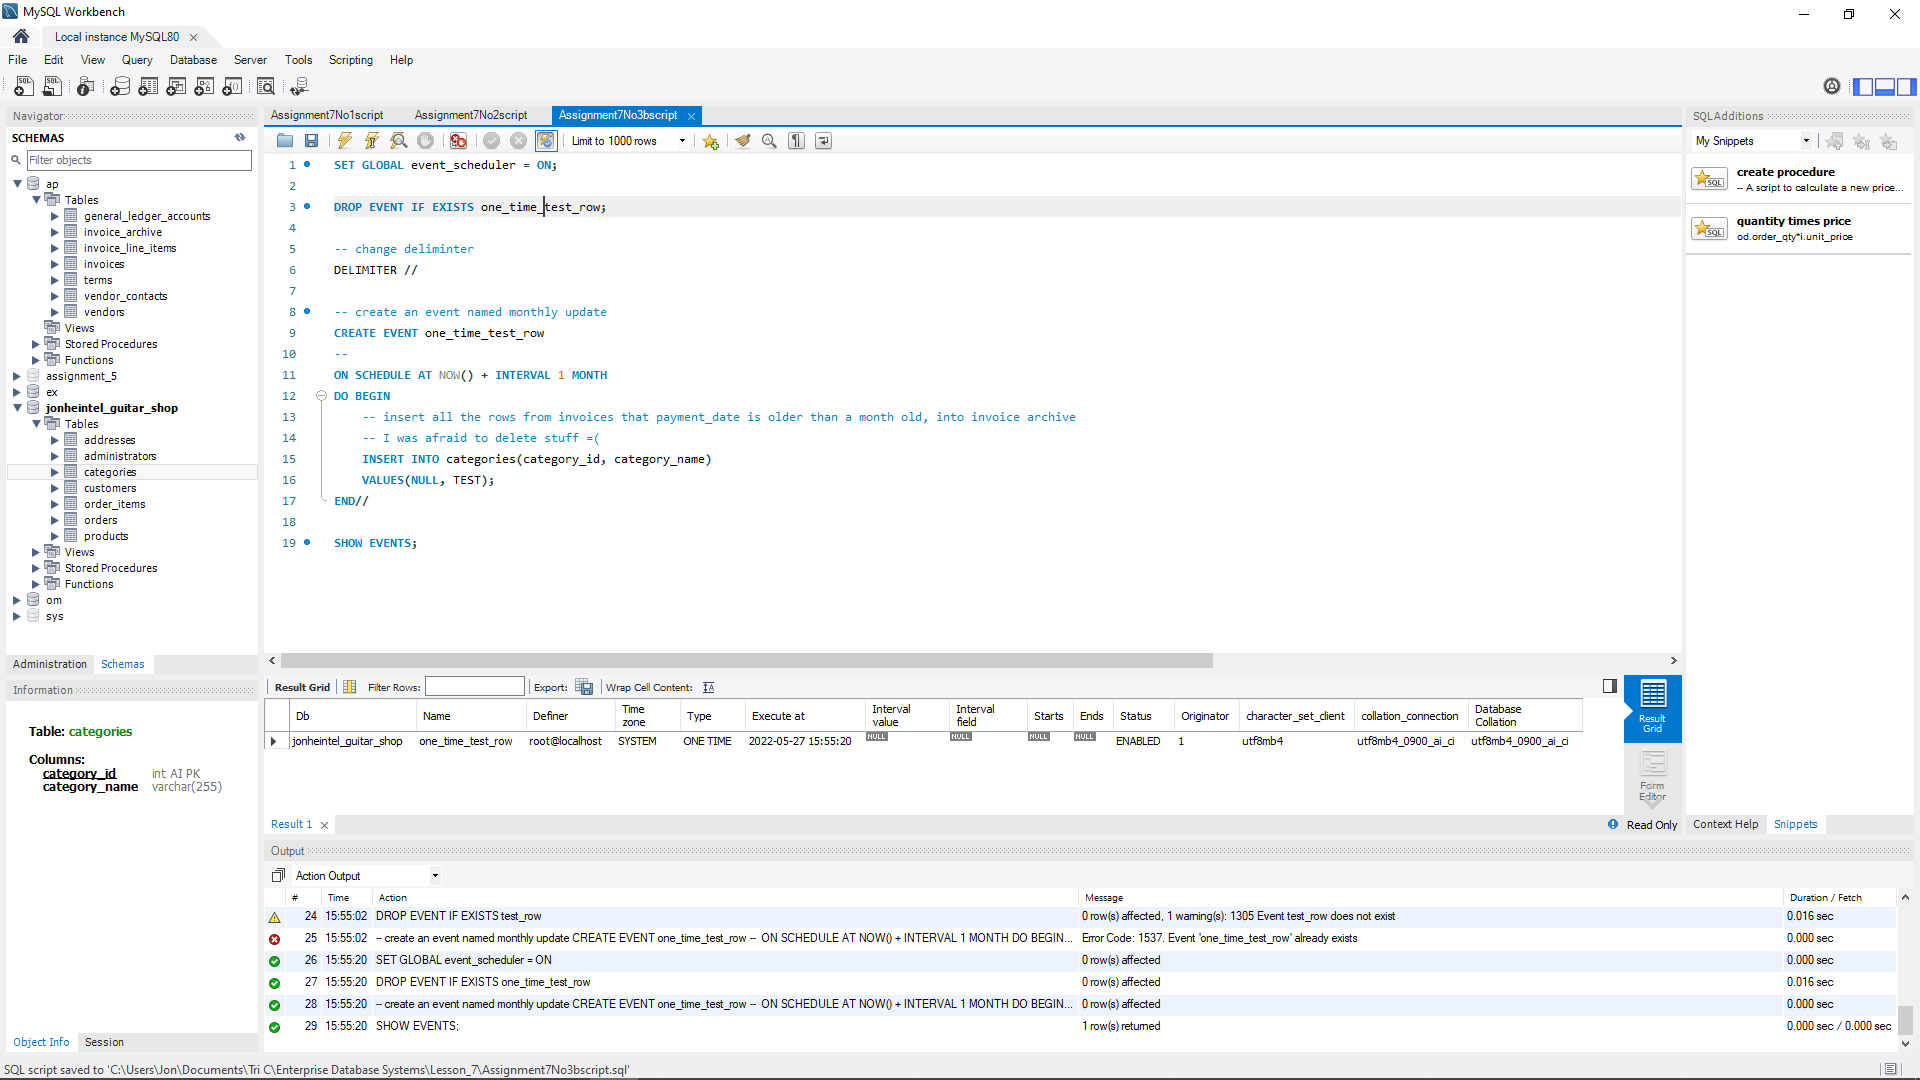 MySQL Workbench
Local instance MySQL80
File Edit View Query Database Server Tools Scripting Help
Navigator
SCHEMAS
Filter objects
ap
Tables
general_ledger_accounts
invoice_archive
invoice_line_items
invoices
terms
vendor_contacts
vendors
Views
Stored Procedures
Functions
assignment_5
ex
jonheintel_guitar_shop
Tables
addresses
administrators
categories
customers
order_items
orders
products
Views
Stored Procedures
Functions
om
sys
Administration Schemas
Information
Table: categories
Columns:
category_id int AI PK
category_name varchar(255)
Object Info Session
Assignment7No1script Assignment7No2script Assignment7No3bscript
Limit to 1000 rows
1 SET GLOBAL event_scheduler = ON;
2
3 DROP EVENT IF EXISTS one_time_test_row;
4
5 -- change deliminter
6 DELIMITER //
7
8 -- create an event named monthly update
9 CREATE EVENT one_time_test_row
10 --
11 ON SCHEDULE AT NOW() + INTERVAL 1 MONTH
12 DO BEGIN
13 -- insert all the rows from invoices that payment_date is older than a month old, into invoice archive
14 -- I was afraid to delete stuff =(
15 INSERT INTO categories(category_id, category_name)
16 VALUES(NULL, TEST);
17 END//
18
19 SHOW EVENTS;
Result Grid Filter Rows: Export: Wrap Cell Content:
Db Name Definer Time zone Type Execute at Interval value Interval field Starts Ends Status Originator character_set_client collation_connection Database Collation
jonheintel_guitar_shop one_time_test_row root@localhost SYSTEM ONE TIME 2022-05-27 15:55:20 NULL NULL NULL NULL ENABLED 1 utf8mb4 utf8mb4_0900_ai_ci utf8mb4_0900_ai_ci
Result Grid
Form Editor
Result 1
Read Only
SQLAdditions
My Snippets
SQL
create procedure
-- A script to calculate a new price...
SQL
quantity times price
od.order_qty*i.unit_price
Context Help Snippets
Output
Action Output
# Time Action Message Duration / Fetch
24 15:55:02 DROP EVENT IF EXISTS test_row 0 row(s) affected, 1 warning(s): 1305 Event test_row does not exist 0.016 sec
25 15:55:02 -- create an event named monthly update CREATE EVENT one_time_test_row -- ON SCHEDULE AT NOW() + INTERVAL 1 MONTH DO BEGIN... Error Code: 1537. Event 'one_time_test_row' already exists 0.000 sec
26 15:55:20 SET GLOBAL event_scheduler = ON 0 row(s) affected 0.000 sec
27 15:55:20 DROP EVENT IF EXISTS one_time_test_row 0 row(s) affected 0.016 sec
28 15:55:20 -- create an event named monthly update CREATE EVENT one_time_test_row -- ON SCHEDULE AT NOW() + INTERVAL 1 MONTH DO BEGIN... 0 row(s) affected 0.000 sec
29 15:55:20 SHOW EVENTS; 1 row(s) returned 0.000 sec / 0.000 sec
SQL script saved to 'C:\Users\Jon\Documents\Tri C\Enterprise Database Systems\Lesson_7\Assignment7No3bscript.sql'